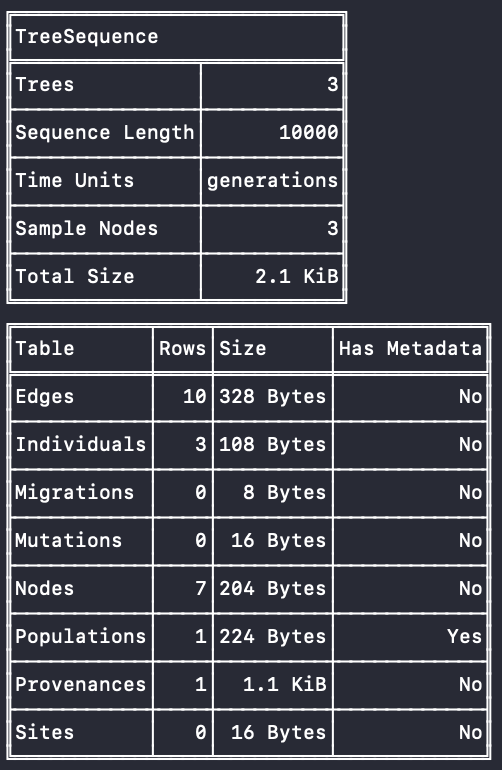 TreeSequence
Trees 3
Sequence Length 10000
Time Units generations
Sample Nodes 3
Total Size 2.1 KiB
Table Rows Size Has Metadata
Edges 10 328 Bytes No
Individuals 3 108 Bytes No
Migrations 0 8 Bytes No
Mutations 0 16 Bytes No
Nodes 7 204 Bytes No
Populations 1 224 Bytes Yes
Provenances 1 1.1 KiB No
Sites 0 16 Bytes No